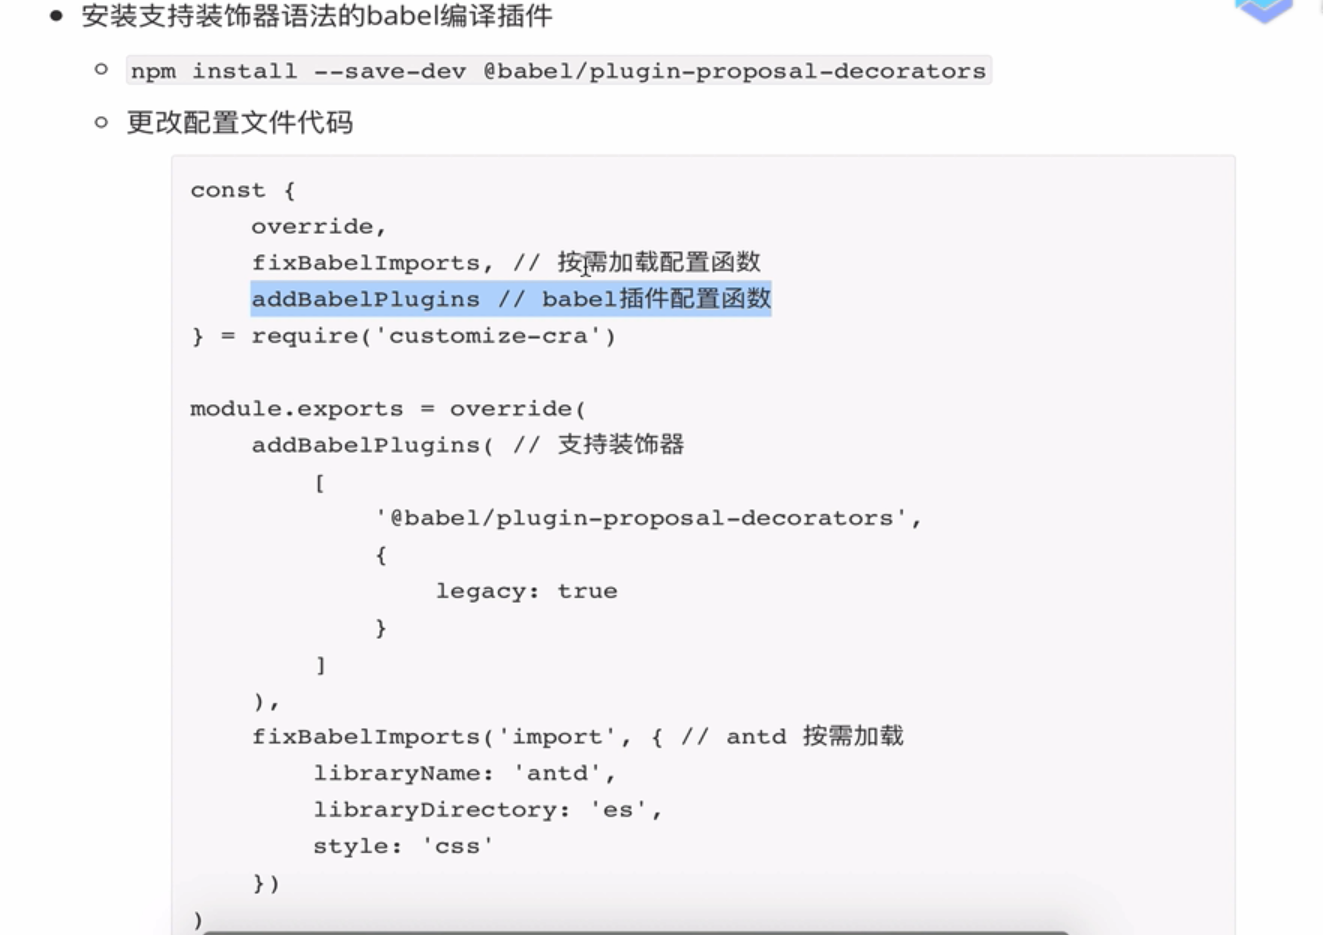 安装支持装饰器语法的babel编译插件
npm install --save-dev @babel/plugin-proposal-decorators
更改配置文件代码
const {
override,
fixBabelImports, // 按需加载配置函数
addBabelPlugins // babel插件配置函数
} = require('customize-cra')
module.exports = override(
addBabelPlugins( // 支持装饰器
[
'@babel/plugin-proposal-decorators',
{
legacy: true
}
]
),
fixBabelImports('import', { // antd 按需加载
libraryName: 'antd',
libraryDirectory: 'es',
style: 'css'
})
)